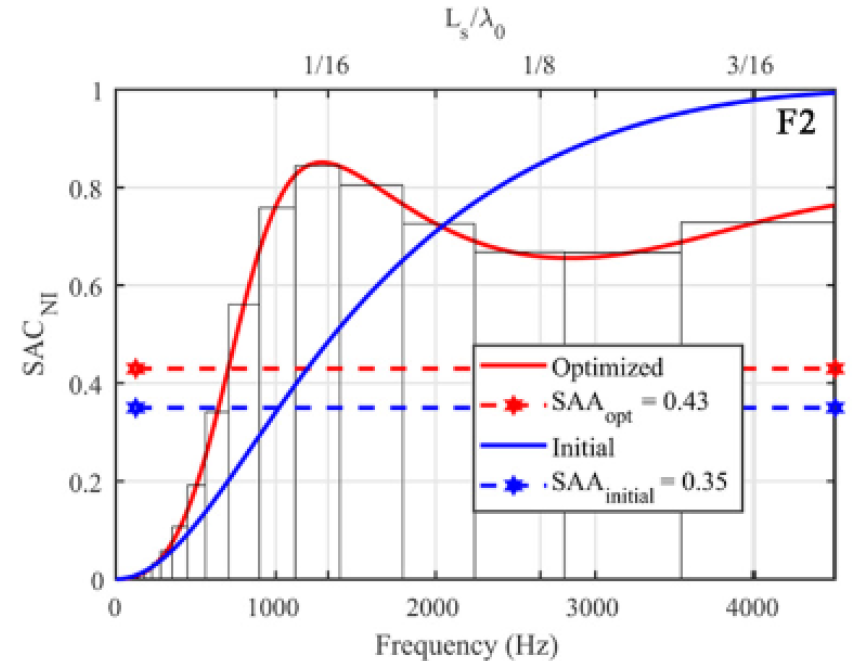 L_s/λ_0
1/16 1/8 3/16
F2
1
0.8
0.6
0.4
0.2
0
SAC_NI
Optimized
SAA_opt = 0.43
Initial
SAA_initial = 0.35
0 1000 2000 3000 4000
Frequency (Hz)